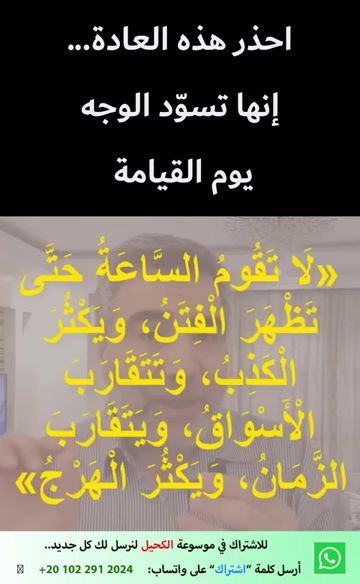 احذر هذه العادة...
إنها تسوّد الوجه
يوم القيامة
«لَا تَقُومُ السَّاعَةُ حَتَّى
تَظْهَرَ الْفِتَنُ، وَيَكْثُرَ
الْكَذِبُ، وَتَتَقَارَبَ
الْأَسْوَاقُ، وَيَتَقَارَبَ
الزَّمَانُ، وَيَكْثُرَ الْهَرْجُ»
للاشتراك في موسوعة الكحيل لنرسل لك كل جديد..
أرسل كلمة "اشتراك" على واتساب: +20 102 291 2024